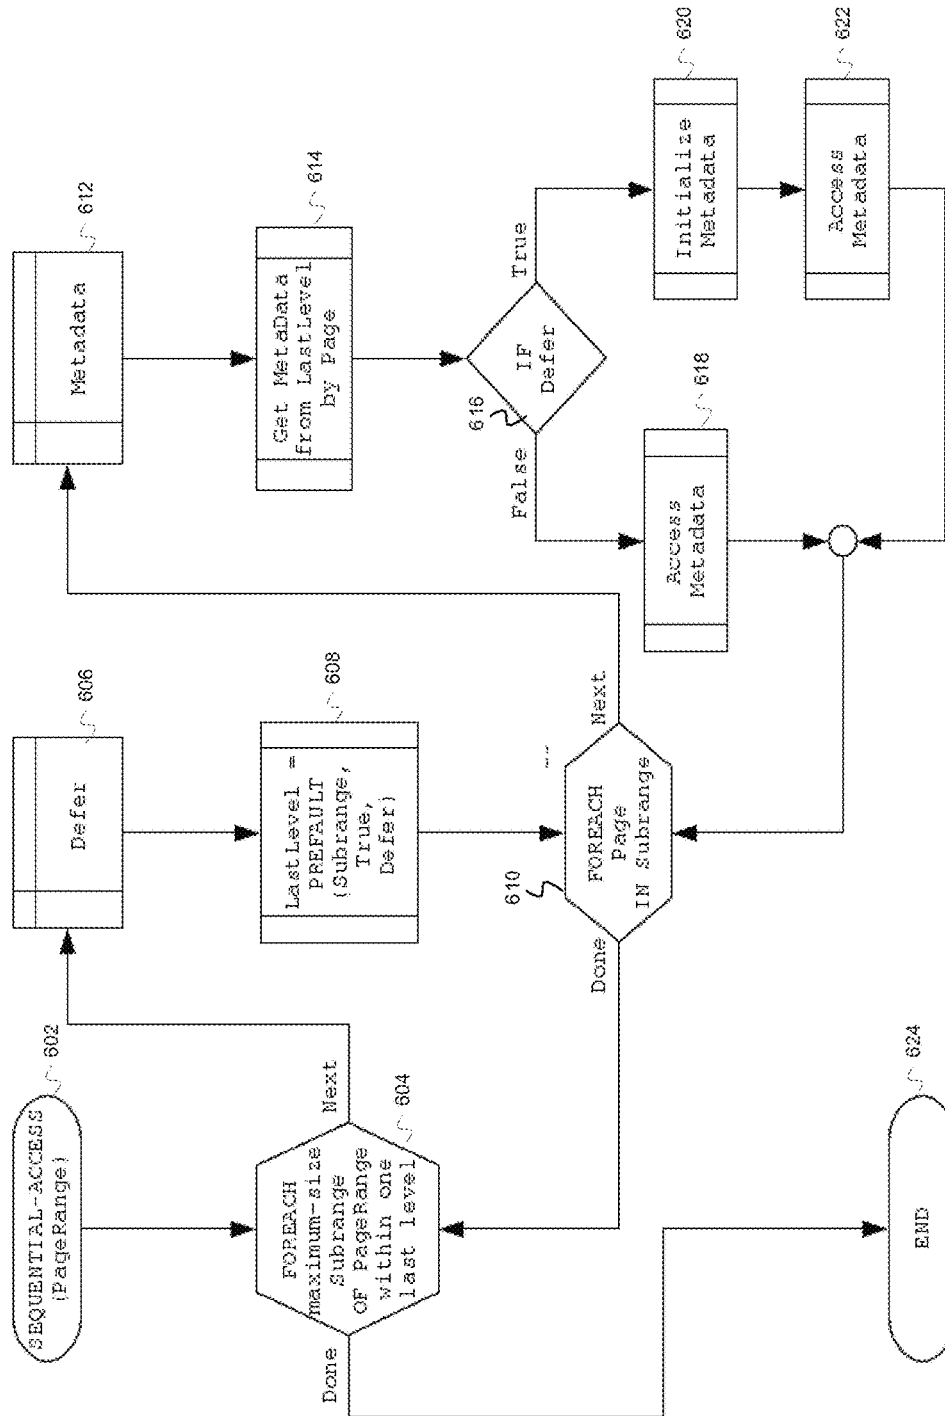 SEQUENTIAL-ACCESS
(PageRange)
602
FOREACH
maximum-size
Subrange
OF PageRange
within one
last level
604
Next
Done
Defer
606
LastLevel =
PREFAULT
(Subrange,
True,
Defer)
608
FOREACH
Page
IN Subrange
610
Next
Done
Metadata
612
Get MetaData
from LastLevel
by Page
614
IF
Defer
616
False
True
Access
Metadata
618
Initialize
Metadata
620
Access
Metadata
622
END
624